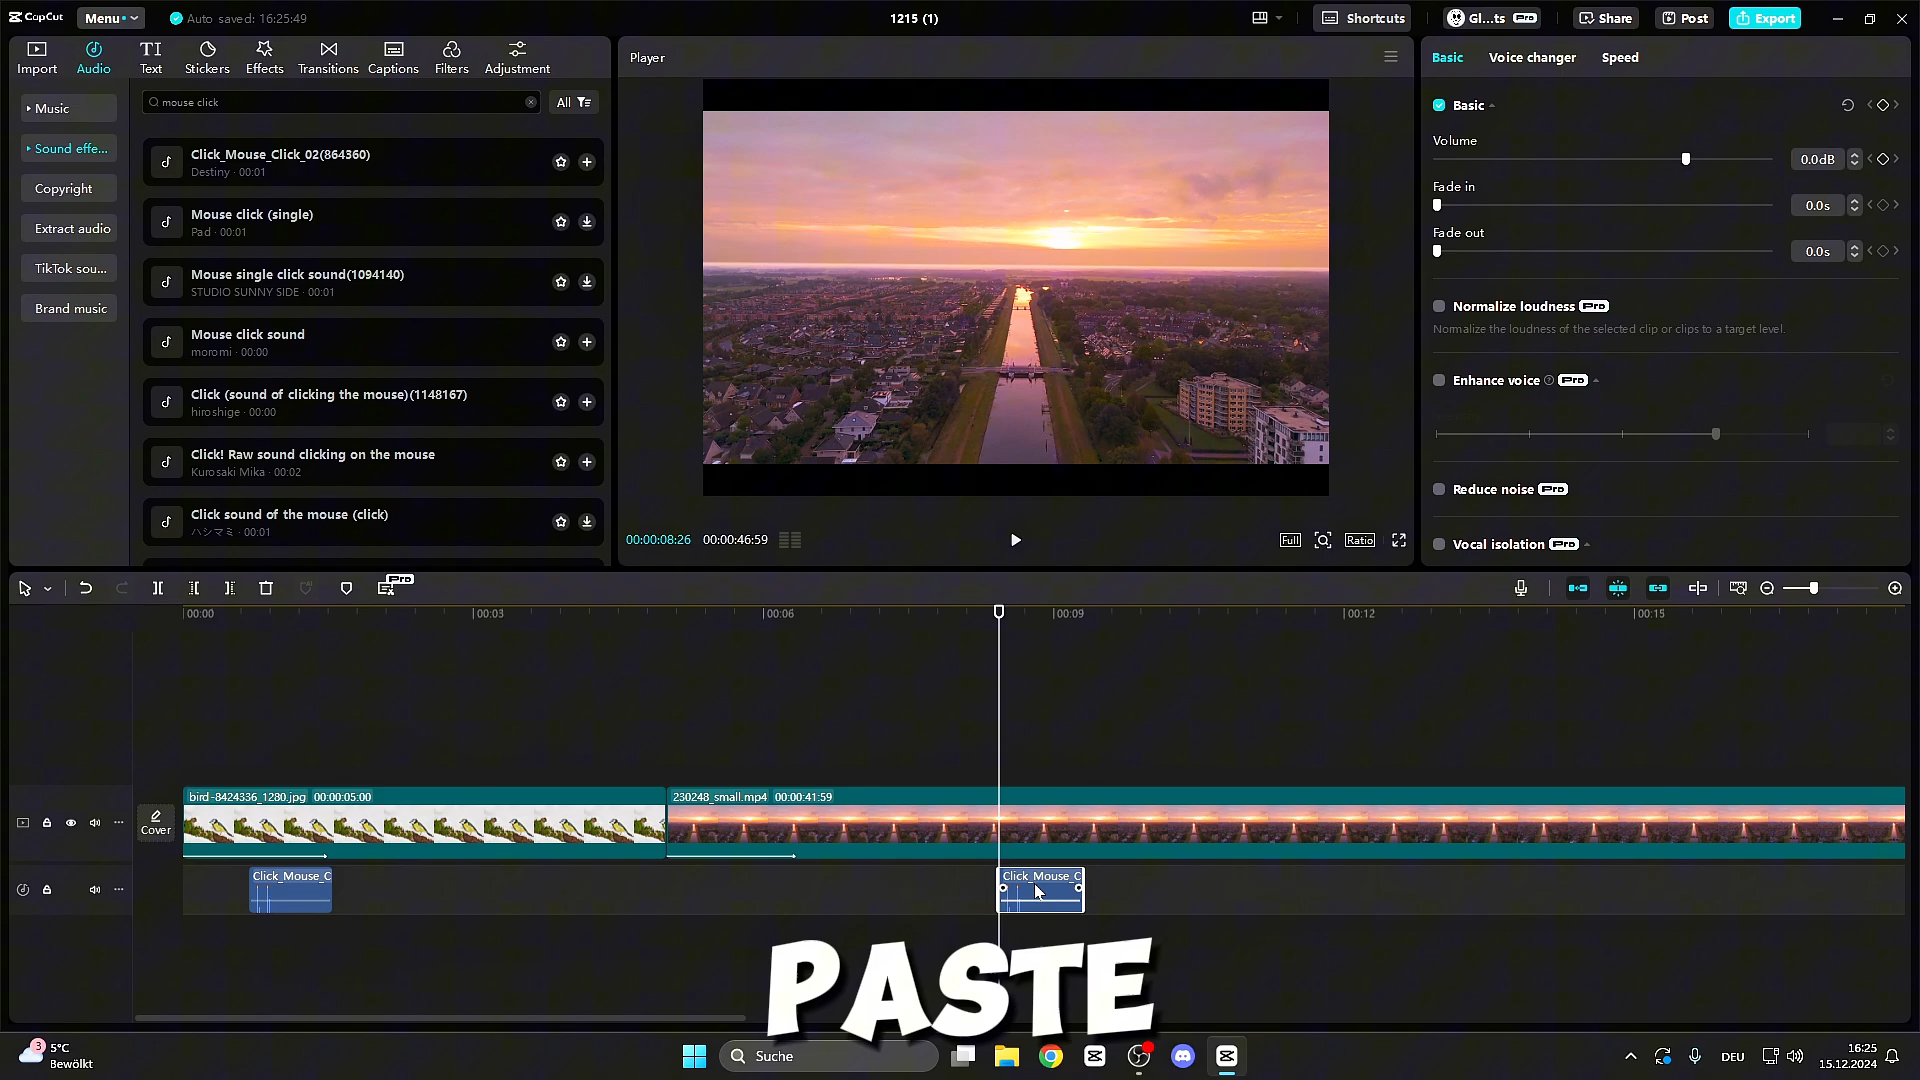 CapCut
Menu
Auto saved: 16:25:49
1215 (1)
Shortcuts
Gl...ts
Pro
Share
Post
Export
Import
Audio
TI
Text
Stickers
Effects
Transitions
Captions
Filters
Adjustment
Music
Sound effe...
Copyright
Extract audio
TikTok sou...
Brand music
mouse click
All
Click_Mouse_Click_02(864360)
Destiny · 00:01
Mouse click (single)
Pad · 00:01
Mouse single click sound(1094140)
STUDIO SUNNY SIDE · 00:01
Mouse click sound
moromi · 00:00
Click (sound of clicking the mouse)(1148167)
hiroshige · 00:00
Click! Raw sound clicking on the mouse
Kurosaki Mika · 00:02
Click sound of the mouse (click)
ハシマミ · 00:01
Player
00:00:08:26
00:00:46:59
Full
Ratio
Basic
Voice changer
Speed
Basic
Volume
0.0dB
Fade in
0.0s
Fade out
0.0s
Normalize loudness Pro
Normalize the loudness of the selected clip or clips to a target level.
Enhance voice Pro
Reduce noise Pro
Vocal isolation Pro
Pro
00:00
00:03
00:06
00:09
00:12
00:15
Cover
bird-8424336_1280.jpg 00:00:05:00
230248_small.mp4 00:00:41:59
Click_Mouse_C
Click_Mouse_C
PASTE
3
5°C
Bewölkt
Suche
DEU
16:25
15.12.2024